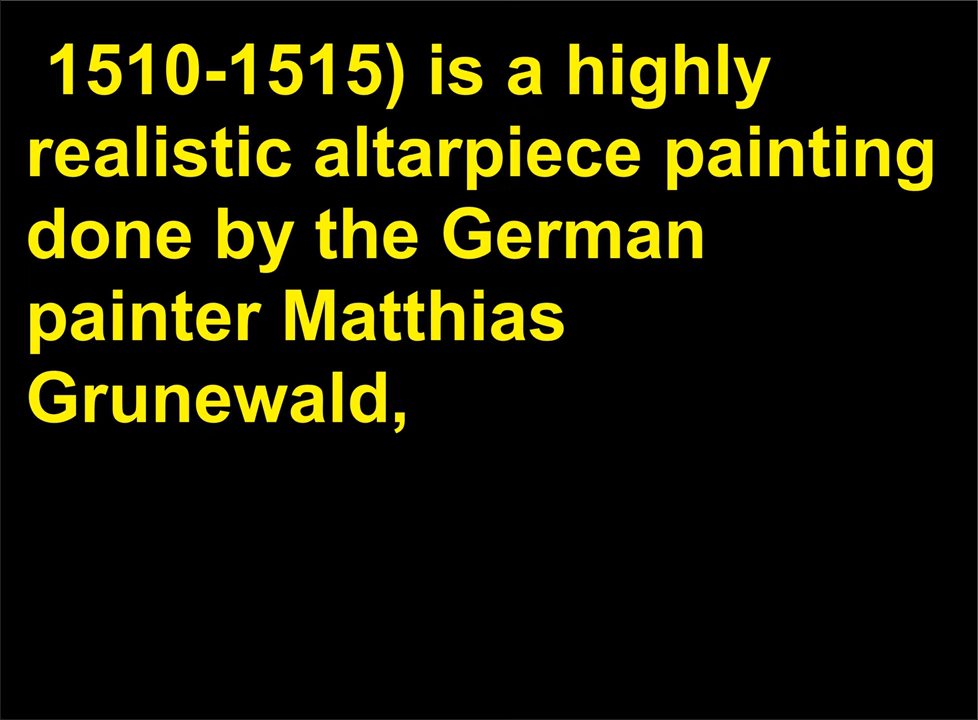 1510-1515) is a highly
realistic altarpiece painting
done by the German
painter Matthias
Grunewald,